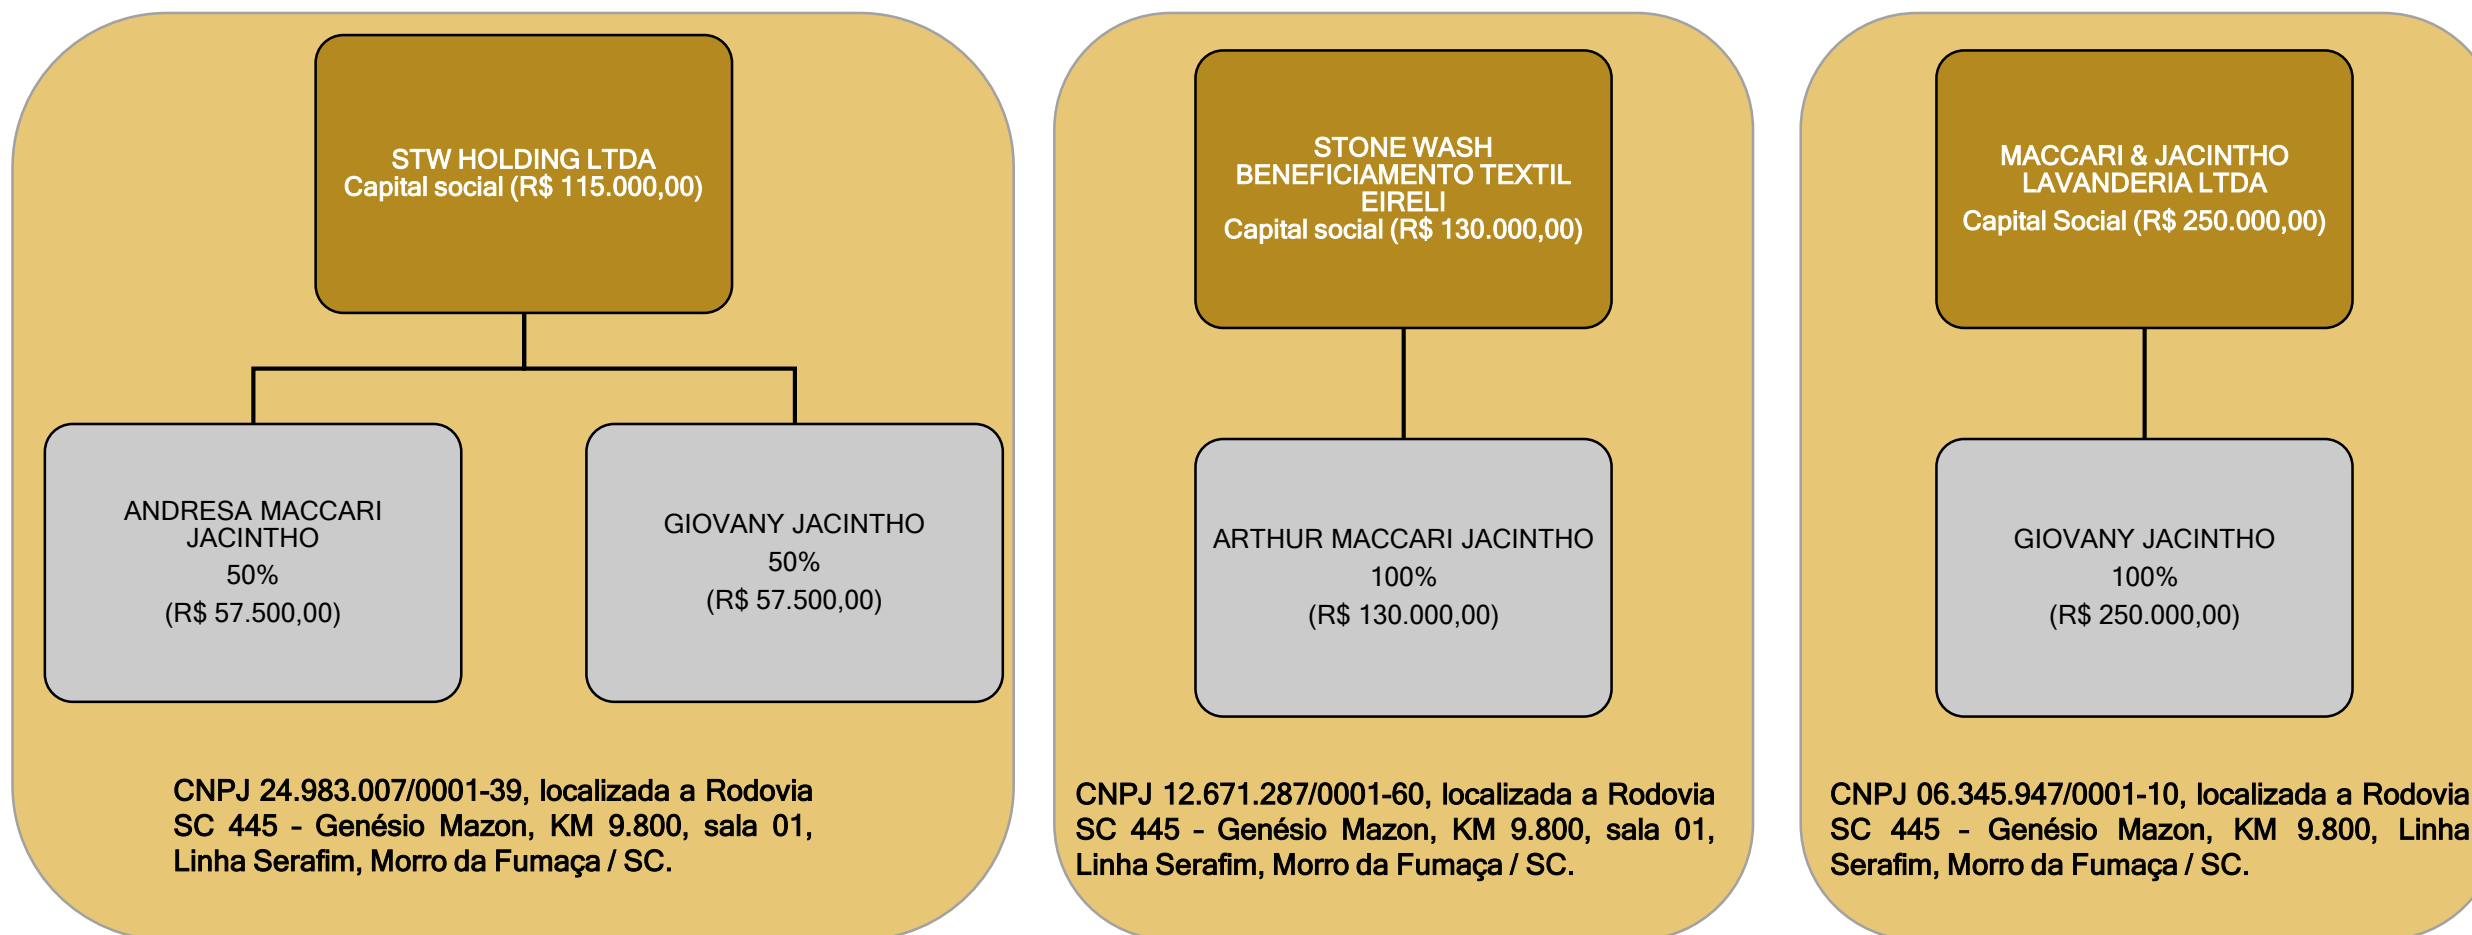 STW HOLDING LTDA
Capital social (R$ 115.000,00)
ANDRESA MACCARI
JACINTHO
50%
(R$ 57.500,00)
GIOVANY JACINTHO
50%
(R$ 57.500,00)
CNPJ 24.983.007/0001-39, localizada a Rodovia
SC 445 - Genésio Mazon, KM 9.800, sala 01,
Linha Serafim, Morro da Fumaça / SC.
STONE WASH
BENEFICIAMENTO TEXTIL
EIRELI
Capital social (R$ 130.000,00)
ARTHUR MACCARI JACINTHO
100%
(R$ 130.000,00)
CNPJ 12.671.287/0001-60, localizada a Rodovia
SC 445 - Genésio Mazon, KM 9.800, sala 01,
Linha Serafim, Morro da Fumaça / SC.
MACCARI & JACINTHO
LAVANDERIA LTDA
Capital Social (R$ 250.000,00)
GIOVANY JACINTHO
100%
(R$ 250.000,00)
CNPJ 06.345.947/0001-10, localizada a Rodovia
SC 445 - Genésio Mazon, KM 9.800, Linha
Serafim, Morro da Fumaça / SC.